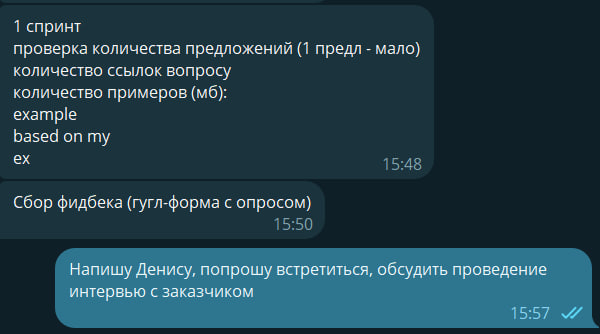 1 спринт
проверка количества предложений (1 предл - мало)
количество ссылок вопросу
количество примеров (мб):
example
based on my
ex
15:48
Сбор фидбека (гугл-форма с опросом)
15:50
Напишу Денису, попрошу встретиться, обсудить проведение
интервью с заказчиком
15:57